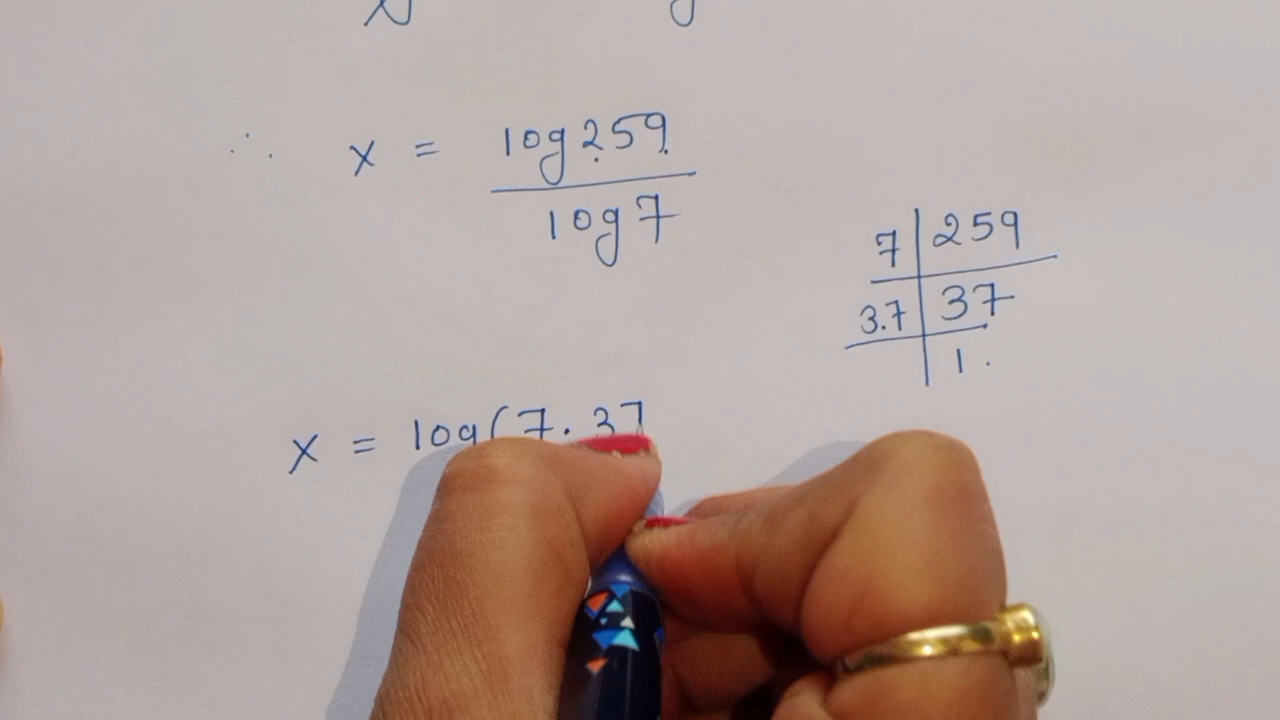 ∴ x = log 259
log 7
7 | 259
3.7 | 37
1.
x = log(7.37